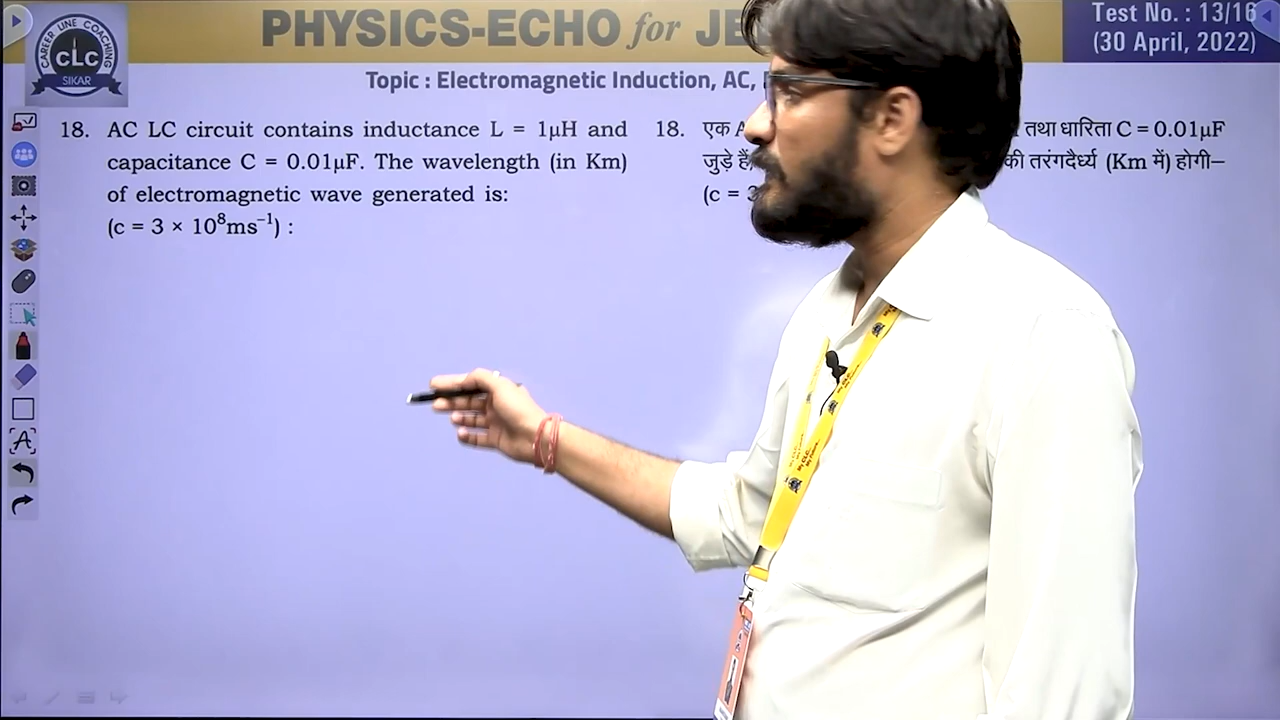 PHYSICS-ECHO for
Test No. : 13/16
(30 April, 2022)
CAREER LINE COACHING
CLC
SIKAR
Topic : Electromagnetic Induction, AC,
18. AC LC circuit contains inductance L = 1μH and
capacitance C = 0.01μF. The wavelength (in Km)
of electromagnetic wave generated is:
(c = 3 × 10⁸ms⁻¹) :
18. एक
तथा धारिता C = 0.01μF
जुड़े हैं
की तरंगदैर्ध्य (Km में) होगी–
(c = 3
A